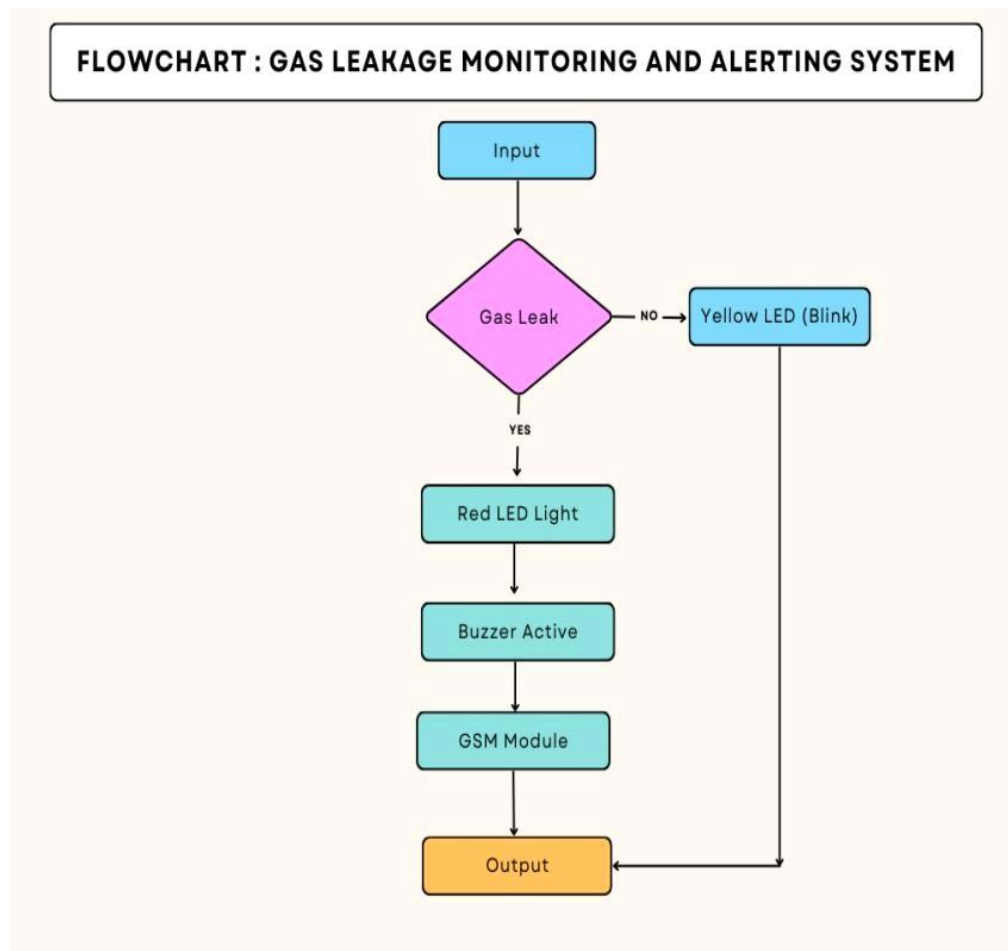 FLOWCHART : GAS LEAKAGE MONITORING AND ALERTING SYSTEM
Input
Gas Leak
NO
Yellow LED (Blink)
YES
Red LED Light
Buzzer Active
GSM Module
Output